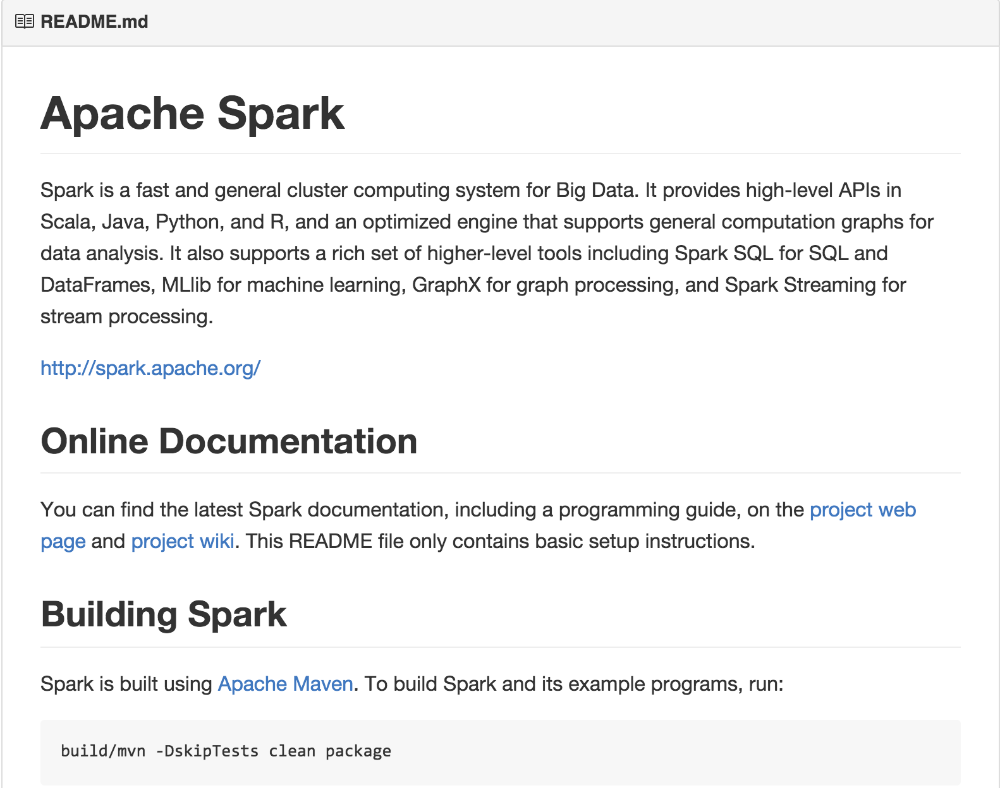 README.md
Apache Spark
Spark is a fast and general cluster computing system for Big Data. It provides high-level APIs in
Scala, Java, Python, and R, and an optimized engine that supports general computation graphs for
data analysis. It also supports a rich set of higher-level tools including Spark SQL for SQL and
DataFrames, MLlib for machine learning, GraphX for graph processing, and Spark Streaming for
stream processing.
http://spark.apache.org/
Online Documentation
You can find the latest Spark documentation, including a programming guide, on the project web
page and project wiki. This README file only contains basic setup instructions.
Building Spark
Spark is built using Apache Maven. To build Spark and its example programs, run:
build/mvn -DskipTests clean package